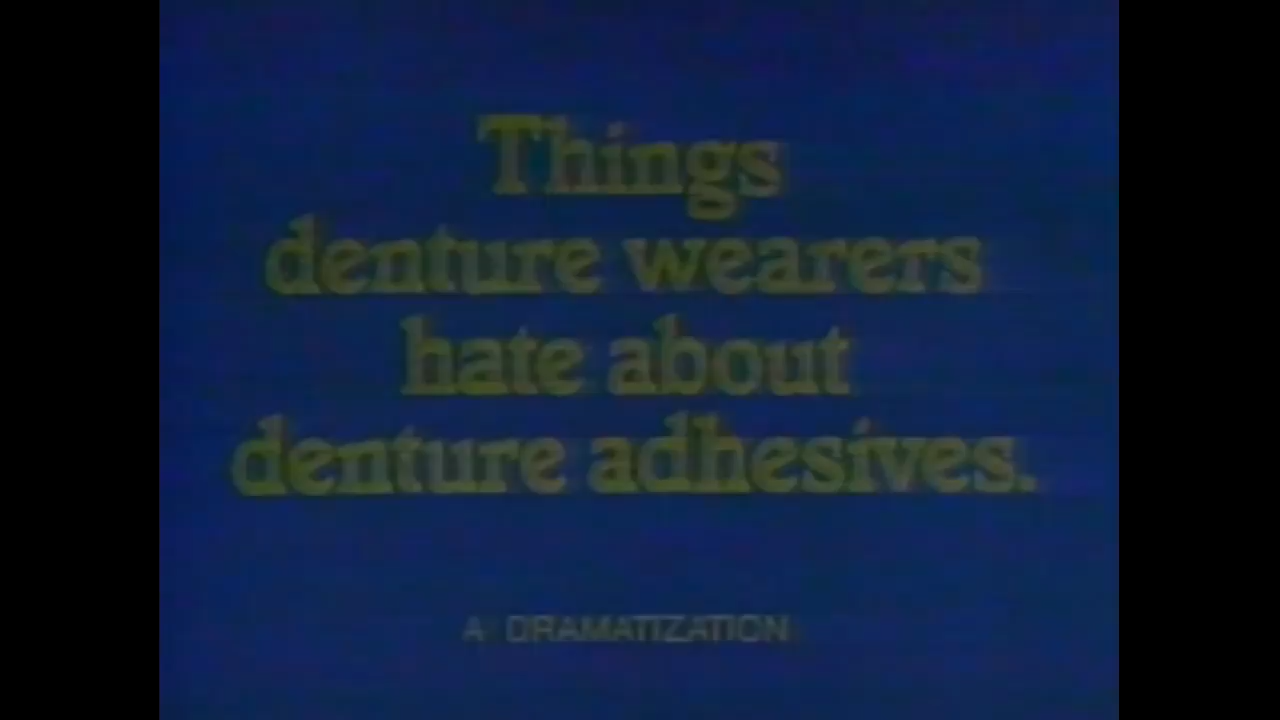 Things
denture wearers
hate about
denture adhesives.
A DRAMATIZATION